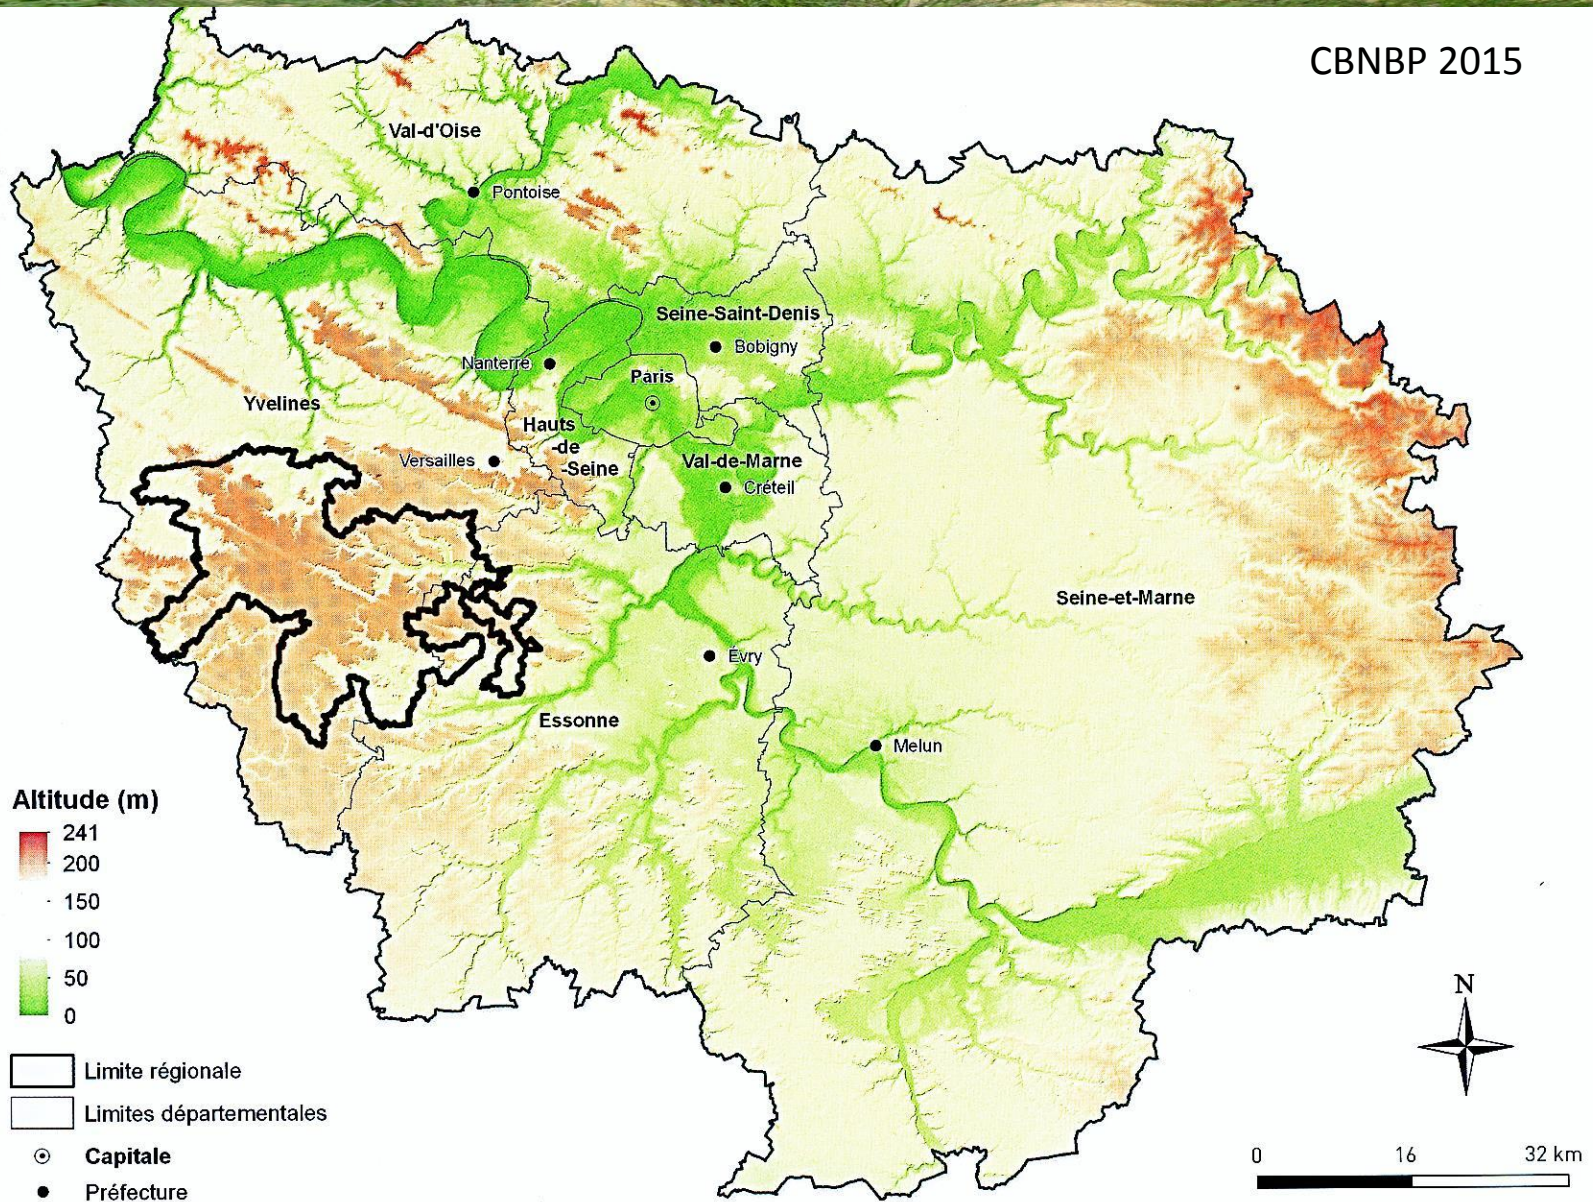 CBNBP 2015
Val-d'Oise
Pontoise
Seine-Saint-Denis
Bobigny
Nanterre
Paris
Yvelines
Hauts
-de
-Seine
Versailles
Val-de-Marne
Créteil
Seine-et-Marne
Évry
Essonne
Melun
Altitude (m)
241
200
150
100
50
0
Limite régionale
Limites départementales
Capitale
Préfecture
N
0 16 32 km